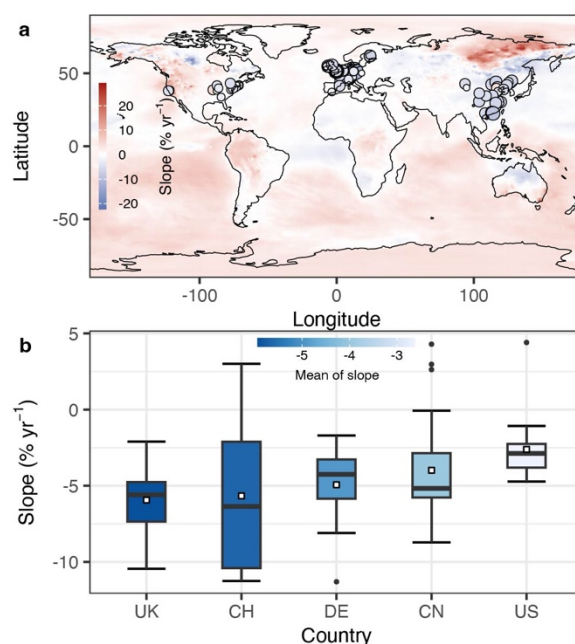 a
50
0
-50
Latitude
20
10
0
-10
-20
Slope (% yr⁻¹)
-100
0
100
Longitude
b
5
0
-5
-10
Slope (% yr⁻¹)
-5
-4
-3
Mean of slope
UK
CH
DE
CN
US
Country